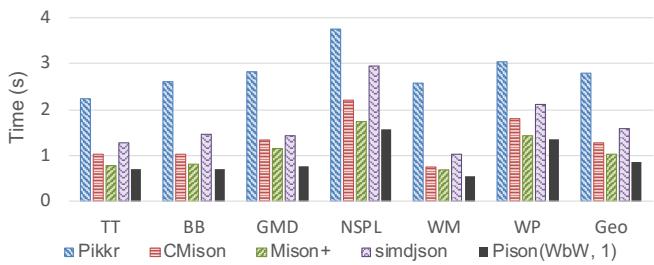 4
3
2
1
0
Time (s)
TT BB GMD NSPL WM WP Geo
Pikkr CMison Mison+ simdjson Pison(WbW, 1)